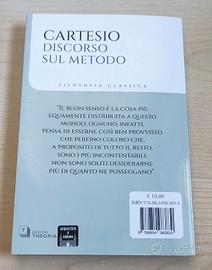 CARTESIO
DISCORSO
SUL METODO
FILOSOFIA CLASSICA
"IL BUON SENSO È LA COSA PIÙ
EQUAMENTE DISTRIBUITA A QUESTO
MONDO; OGNUNO, INFATTI,
PENSA DI ESSERNE COSÌ BEN PROVVISTO
CHE PERFINO COLORO CHE,
A PROPOSITO DI TUTTO IL RESTO,
SONO I PIÙ INCONTENTABILI,
NON SONO SOLITI DESIDERARNE
PIÙ DI QUANTO NE POSSEGGANO".
EDIZIONI
THEORIA
€ 10,00